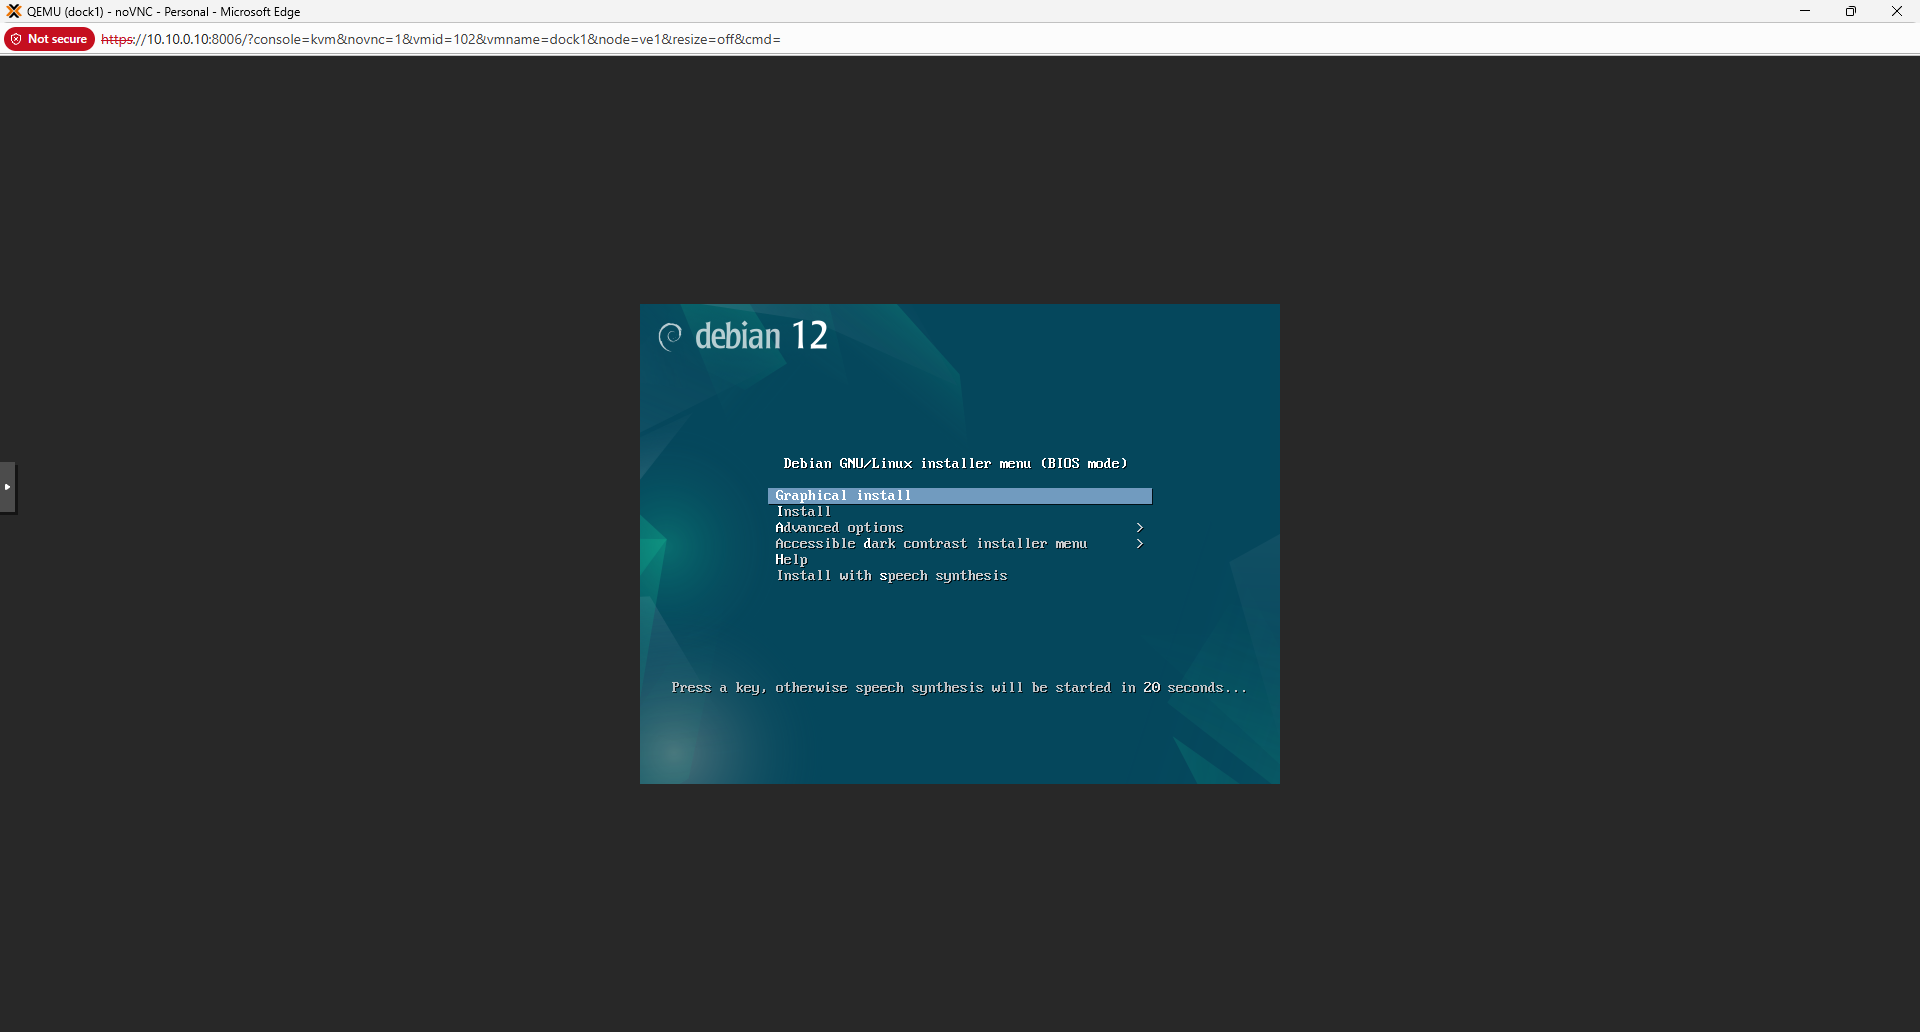 QEMU (dock1) - noVNC - Personal - Microsoft Edge
Not secure https://10.10.0.10:8006/?console=kvm&novnc=1&vmid=102&vmname=dock1&node=ve1&resize=off&cmd=
debian 12
Debian GNU/Linux installer menu (BIOS mode)
Graphical install
Install
Advanced options >
Accessible dark contrast installer menu >
Help
Install with speech synthesis
Press a key, otherwise speech synthesis will be started in 20 seconds...